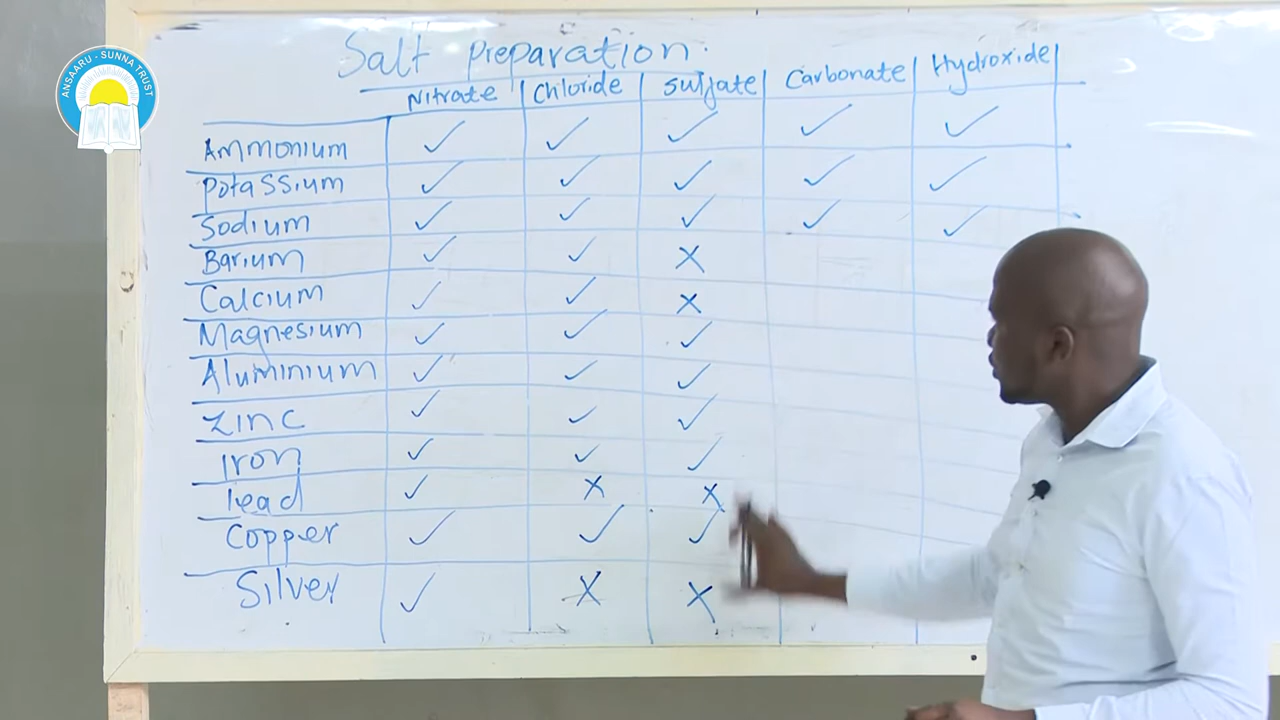 ANSAARU - SUNNA TRUST
Salt preparation.
Nitrate Chloride Sulfate Carbonate Hydroxide
Ammonium ✓ ✓ ✓ ✓ ✓
Potassium ✓ ✓ ✓ ✓ ✓
Sodium ✓ ✓ ✓ ✓ ✓
Barium ✓ ✓ X
Calcium ✓ ✓ X
Magnesium ✓ ✓ ✓
Aluminium ✓ ✓ ✓
Zinc ✓ ✓ ✓
Iron ✓ ✓ ✓
lead ✓ X X
Copper ✓ ✓ ✓
Silver ✓ X X